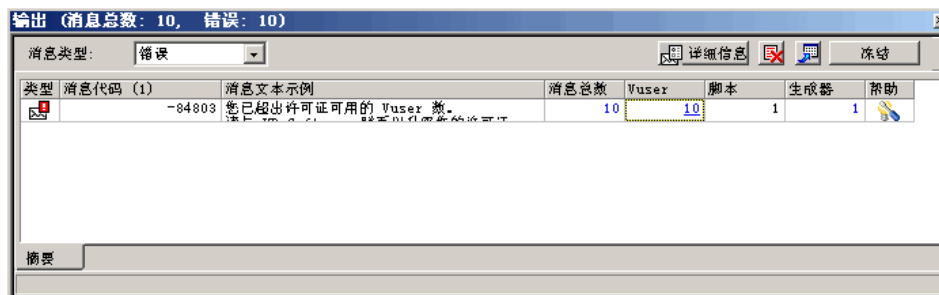 输出 (消息总数: 10, 错误: 10)
消息类型: 错误 详细信息 冻结
类型 消息代码 (1) 消息文本示例 消息总数 Vuser 脚本 生成器 帮助
-84803 您已超出许可证可用的 Vuser 数。 10 10 1 1
摘要